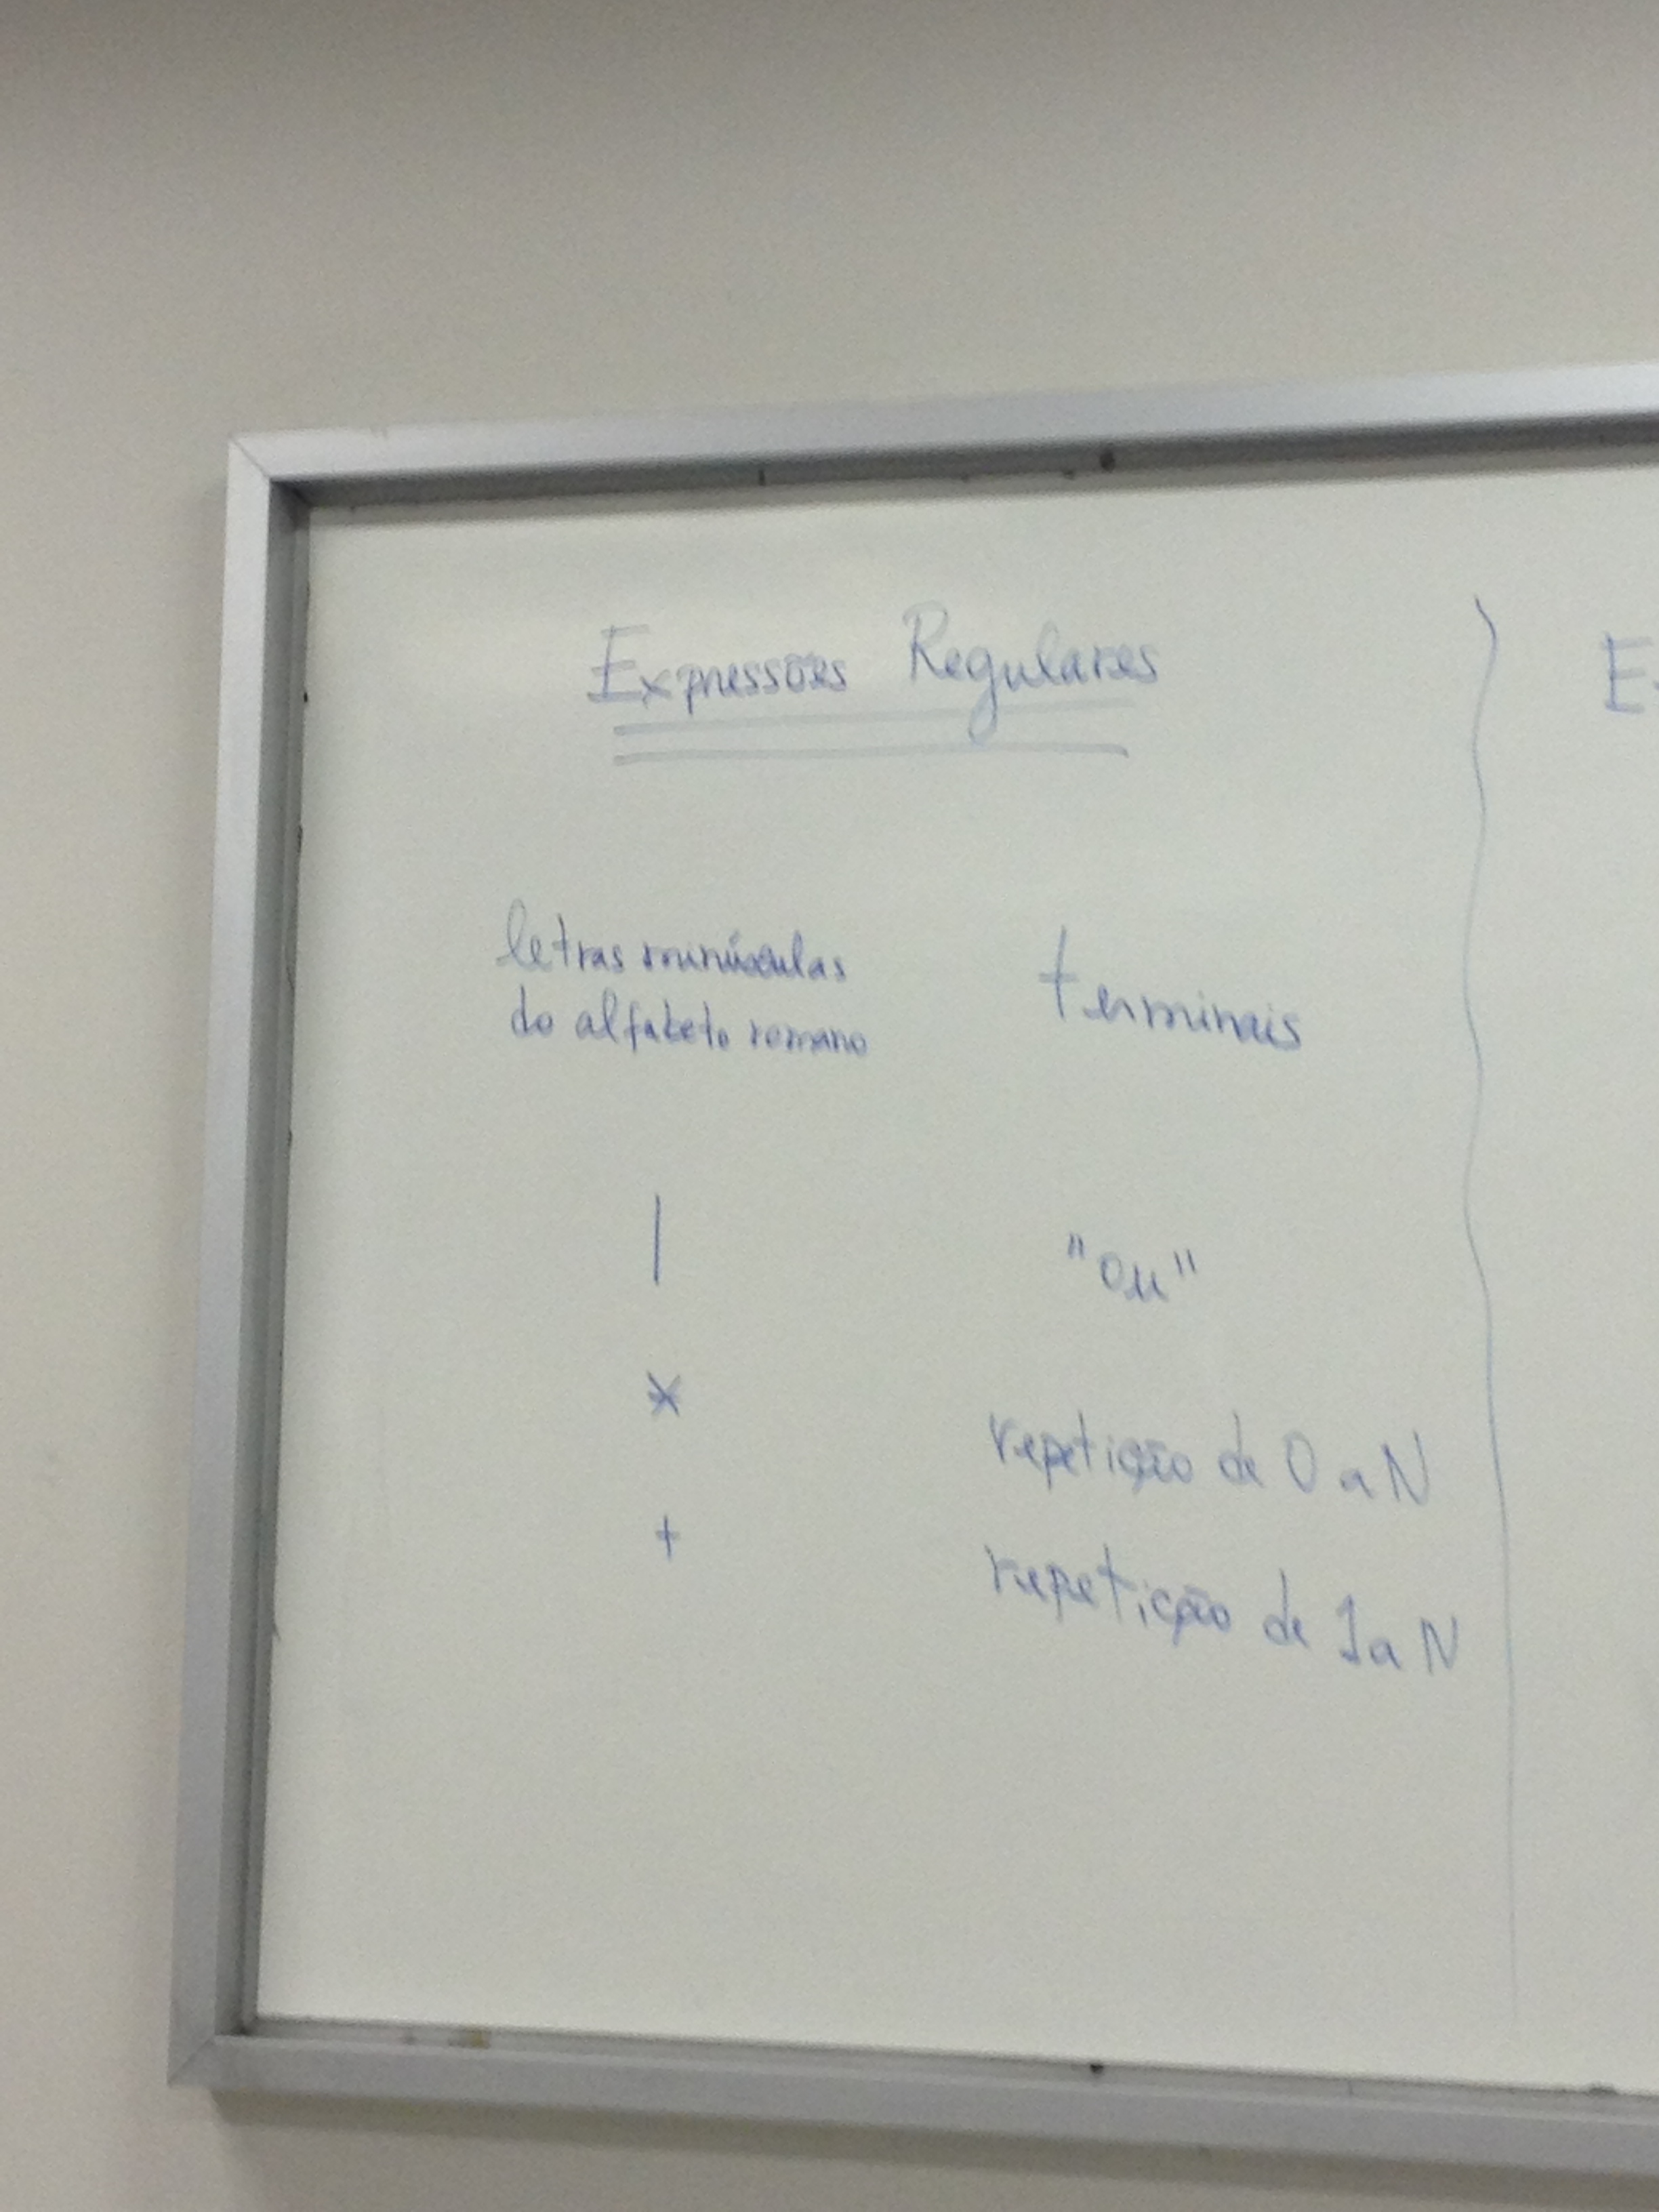 Expressões Regulares
letras minúsculas
do alfabeto romano
terminais
| "ou"
* repetição de 0 a N
+ repetição de 1 a N